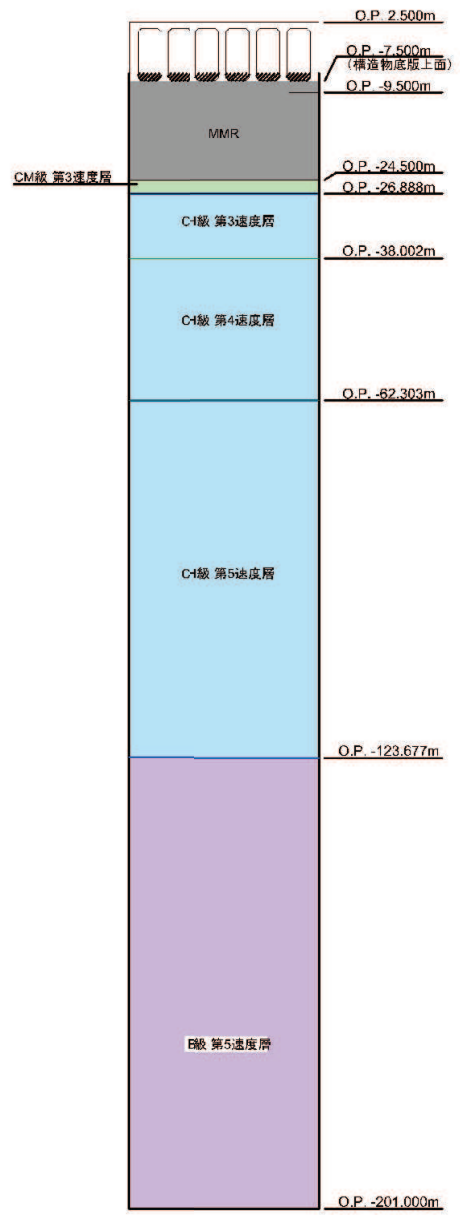 O.P. 2.500m
O.P. -7.500m
(構造物底版上面)
O.P. -9.500m
MMR
O.P. -24.500m
CM級 第3速度層
O.P. -26.888m
CH級 第3速度層
O.P. -38.002m
CH級 第4速度層
O.P. -62.303m
CH級 第5速度層
O.P. -123.677m
B級 第5速度層
O.P. -201.000m